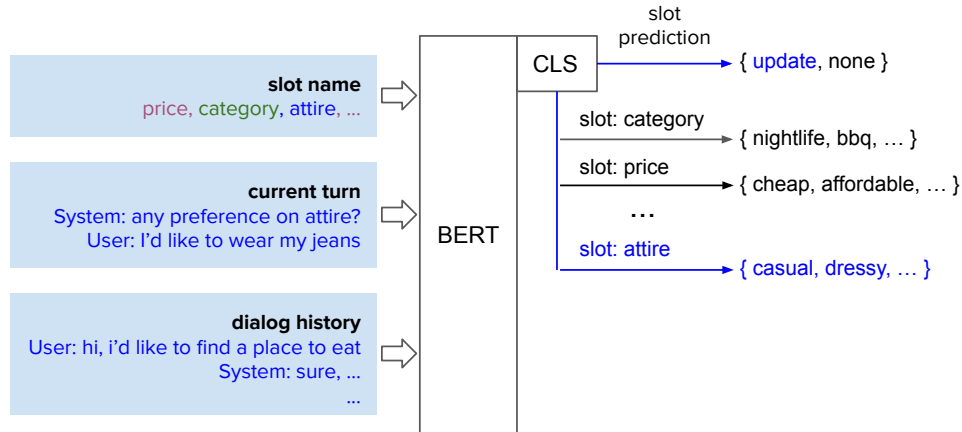 slot name
price, category, attire, ...
current turn
System: any preference on attire?
User: I'd like to wear my jeans
dialog history
User: hi, i'd like to find a place to eat
System: sure, ...
...
BERT
CLS
slot
prediction
{ update, none }
slot: category
{ nightlife, bbq, … }
slot: price
{ cheap, affordable, … }
...
slot: attire
{ casual, dressy, … }